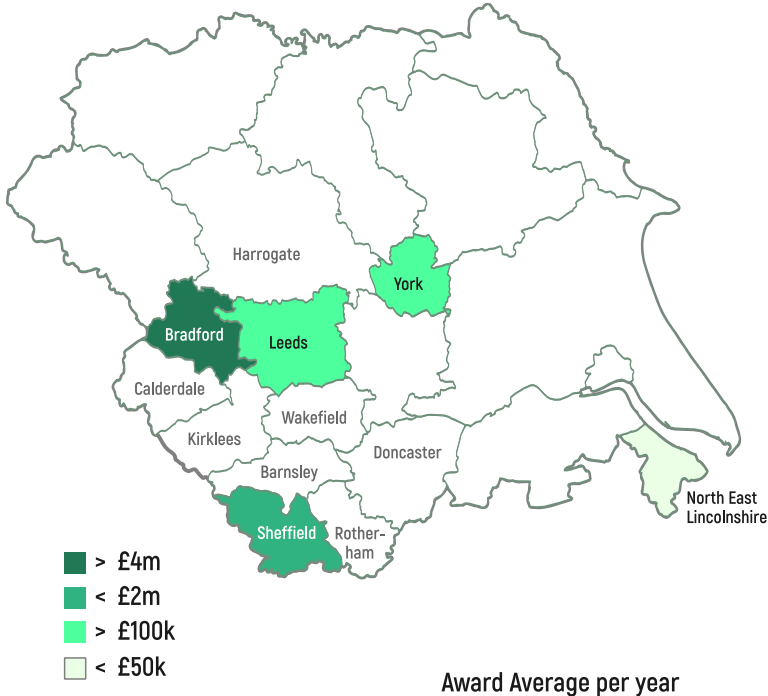 Harrogate
York
Bradford
Leeds
Calderdale
Wakefield
Kirklees
Doncaster
Barnsley
North East
Lincolnshire
Sheffield
Rother-
ham
> £4m
< £2m
> £100k
< £50k
Award Average per year